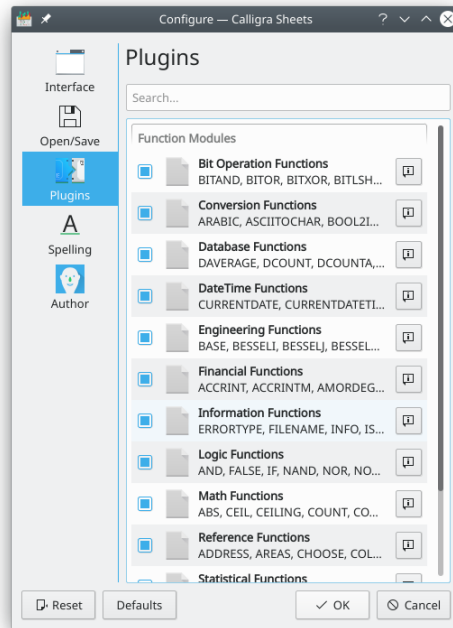 Configure — Calligra Sheets
Plugins
Interface
Open/Save
Plugins
Spelling
Author
Search...
Function Modules
Bit Operation Functions
BITAND, BITOR, BITXOR, BITLSH...
Conversion Functions
ARABIC, ASCIITOCHAR, BOOL2I...
Database Functions
DAVERAGE, DCOUNT, DCOUNTA,...
DateTime Functions
CURRENTDATE, CURRENTDATETI...
Engineering Functions
BASE, BESSELI, BESSELJ, BESSEL...
Financial Functions
ACCRINT, ACCRINTM, AMORDEG...
Information Functions
ERRORTYPE, FILENAME, INFO, IS...
Logic Functions
AND, FALSE, IF, NAND, NOR, NO...
Math Functions
ABS, CEIL, CEILING, COUNT, CO...
Reference Functions
ADDRESS, AREAS, CHOOSE, COL...
Statistical Functions
Reset
Defaults
OK
Cancel